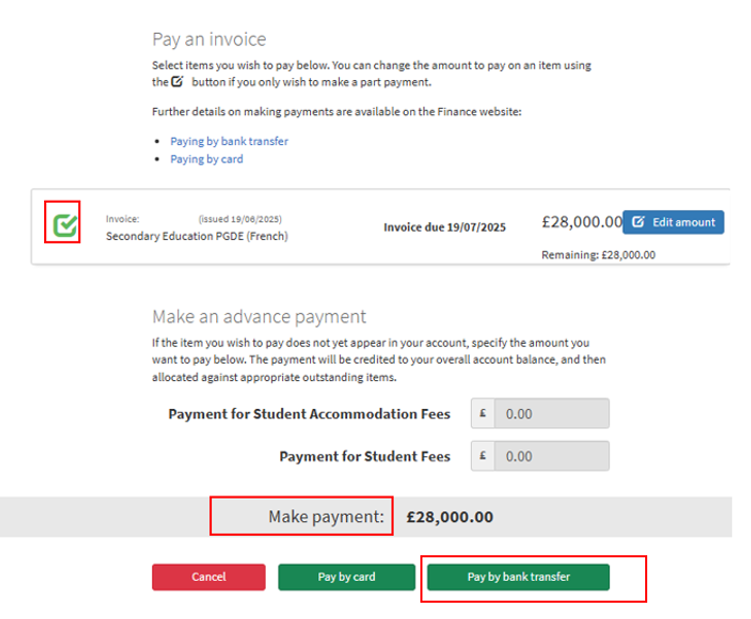 Pay an invoice
Select items you wish to pay below. You can change the amount to pay on an item using
the button if you only wish to make a part payment.
Further details on making payments are available on the Finance website:
• Paying by bank transfer
• Paying by card
Invoice: (issued 19/06/2025)
Secondary Education PGDE (French)
Invoice due 19/07/2025
£28,000.00 Edit amount
Remaining: £28,000.00
Make an advance payment
If the item you wish to pay does not yet appear in your account, specify the amount you
want to pay below. The payment will be credited to your overall account balance, and then
allocated against appropriate outstanding items.
Payment for Student Accommodation Fees £ 0.00
Payment for Student Fees £ 0.00
Make payment: £28,000.00
Cancel Pay by card Pay by bank transfer